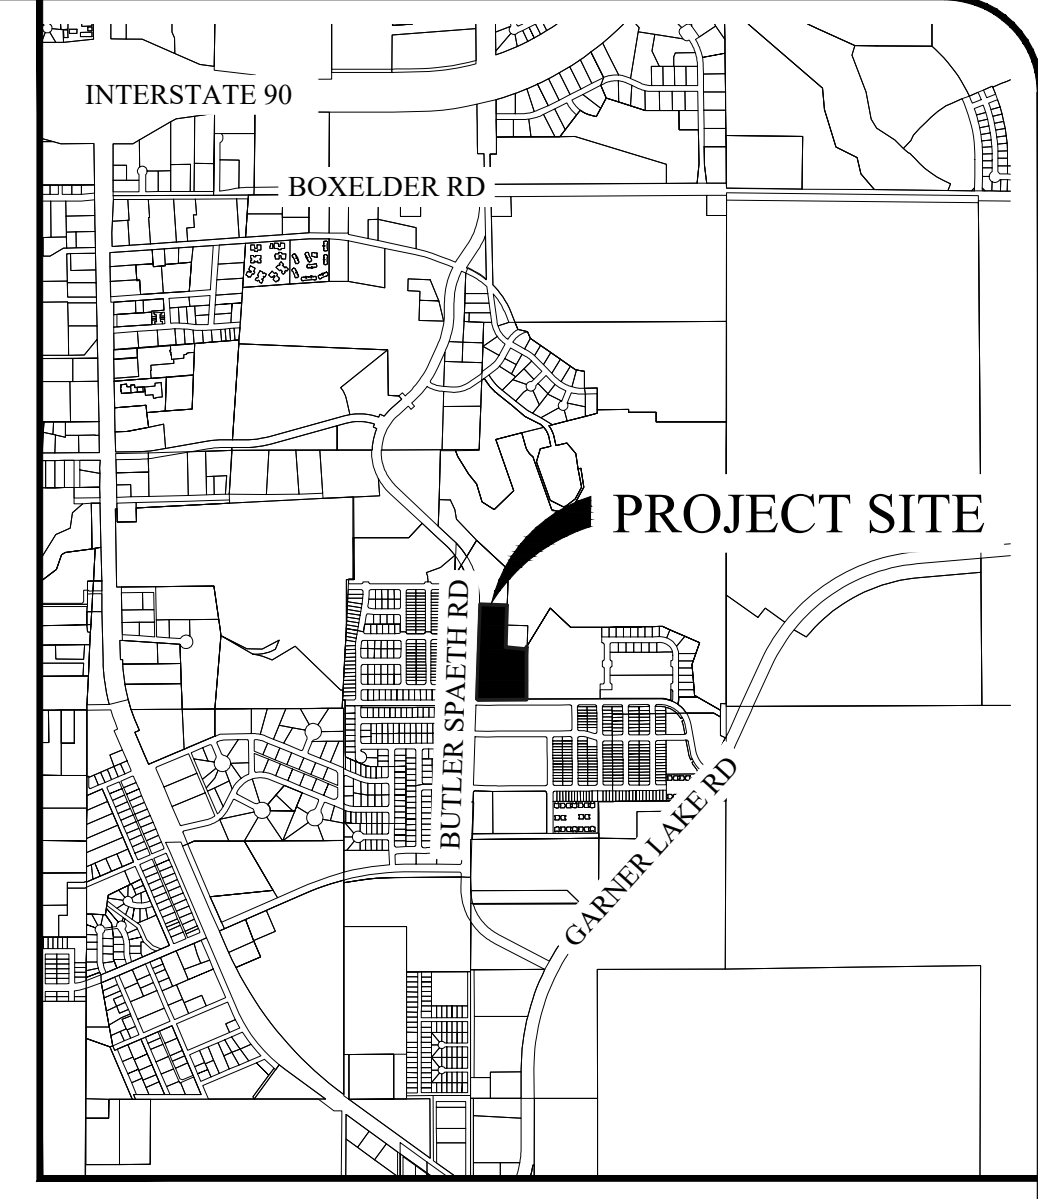 INTERSTATE 90
BOXELDER RD
PROJECT SITE
BUTLER SPAETH RD
GARNER LAKE RD